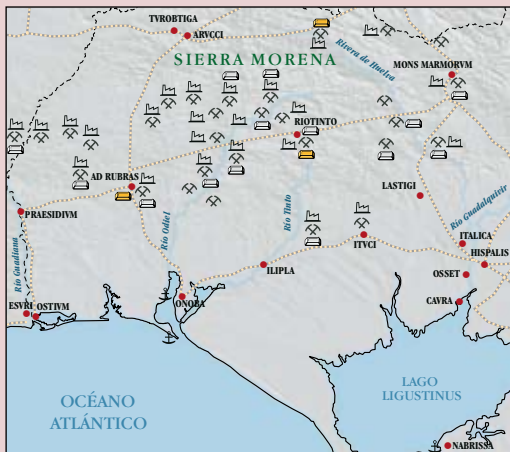 TVROBTIGA
ARVCCI
SIERRA MORENA
Rivera de Huelva
MONS MARMORVM
RIOTINTO
AD RUBRAS
LASTIGI
PRAESIDIVM
Río Guadiana
Río Odiel
Río Tinto
Río Guadalquivir
ITVCI
ITALICA
HISPALIS
ILIPLA
OSSET
ONOBA
CAVRA
ESVRI
OSTIVM
OCÉANO
ATLÁNTICO
LAGO
LIGUSTINUS
NABRISSA